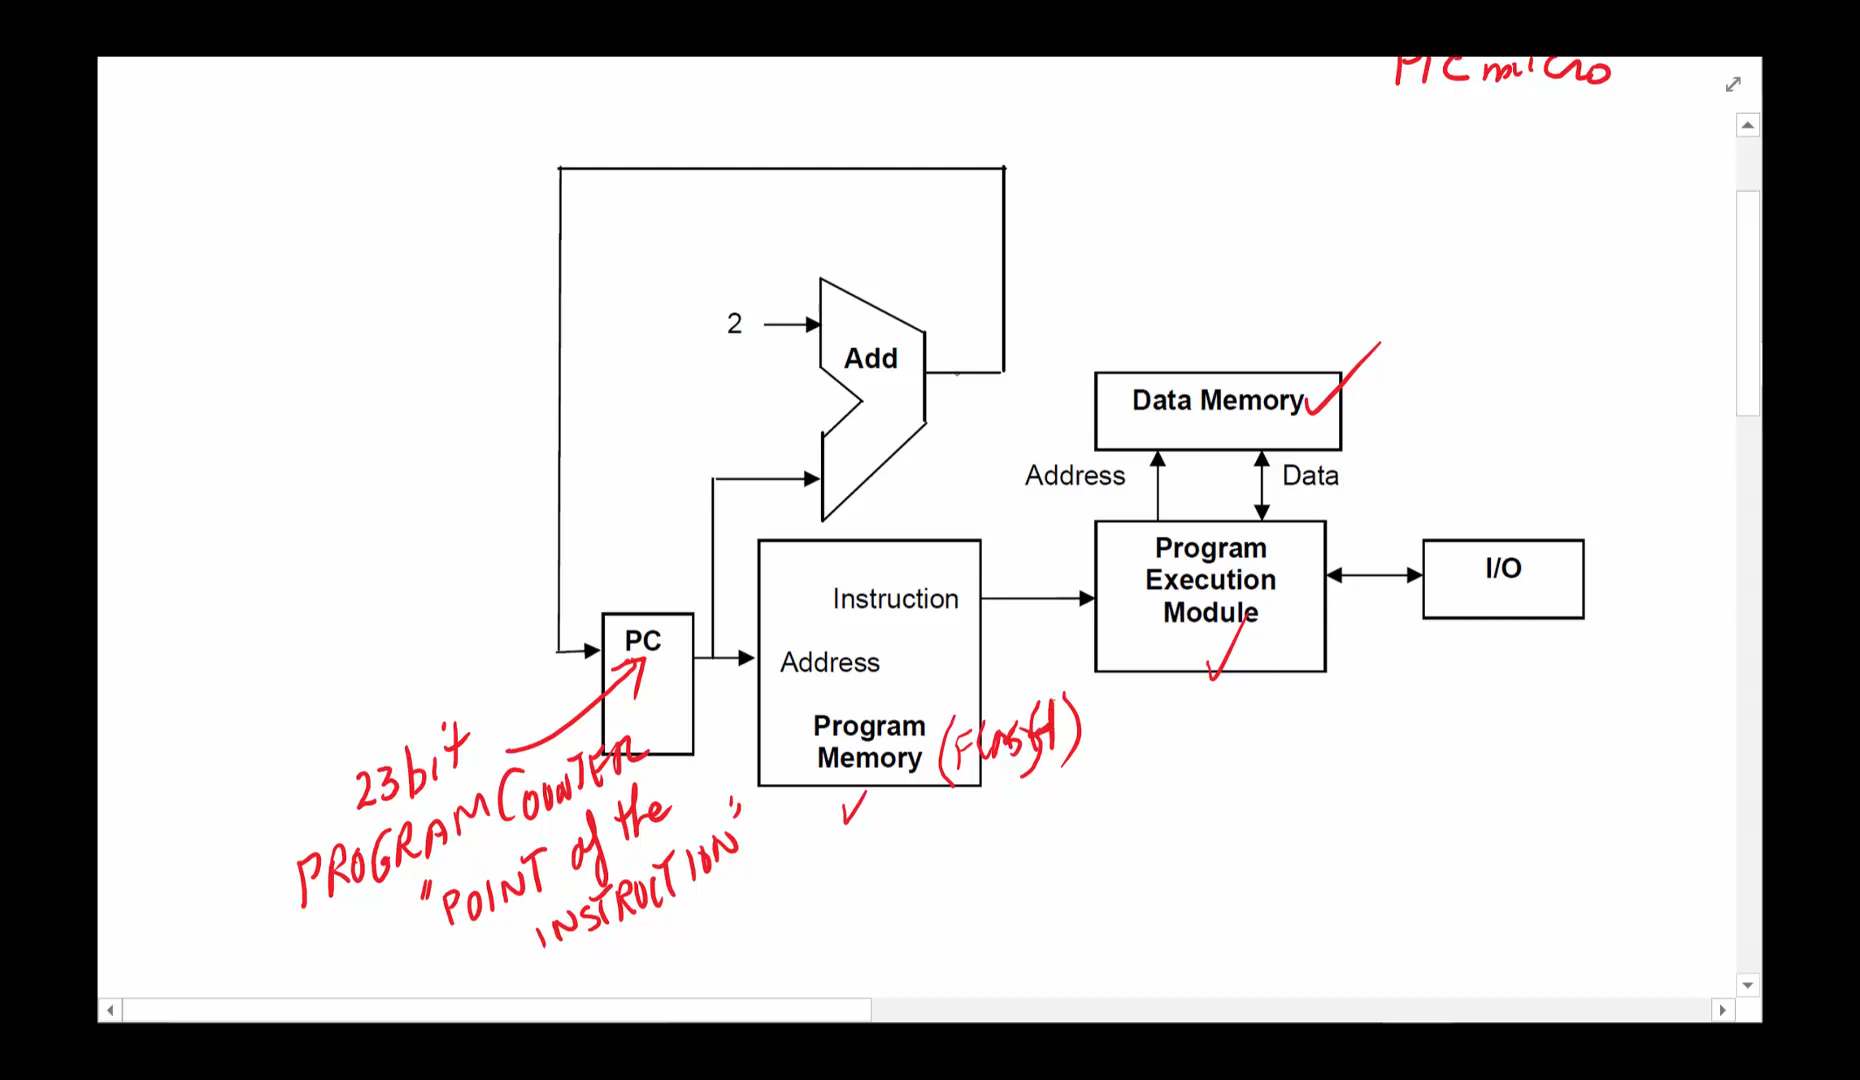 PIC micro
2
Add
Data Memory
Address
Data
Program
Execution
Module
I/O
Instruction
PC
Address
Program
Memory
(Flash)
23bit
PROGRAM COUNTER
"POINT of the
INSTRUCTION"